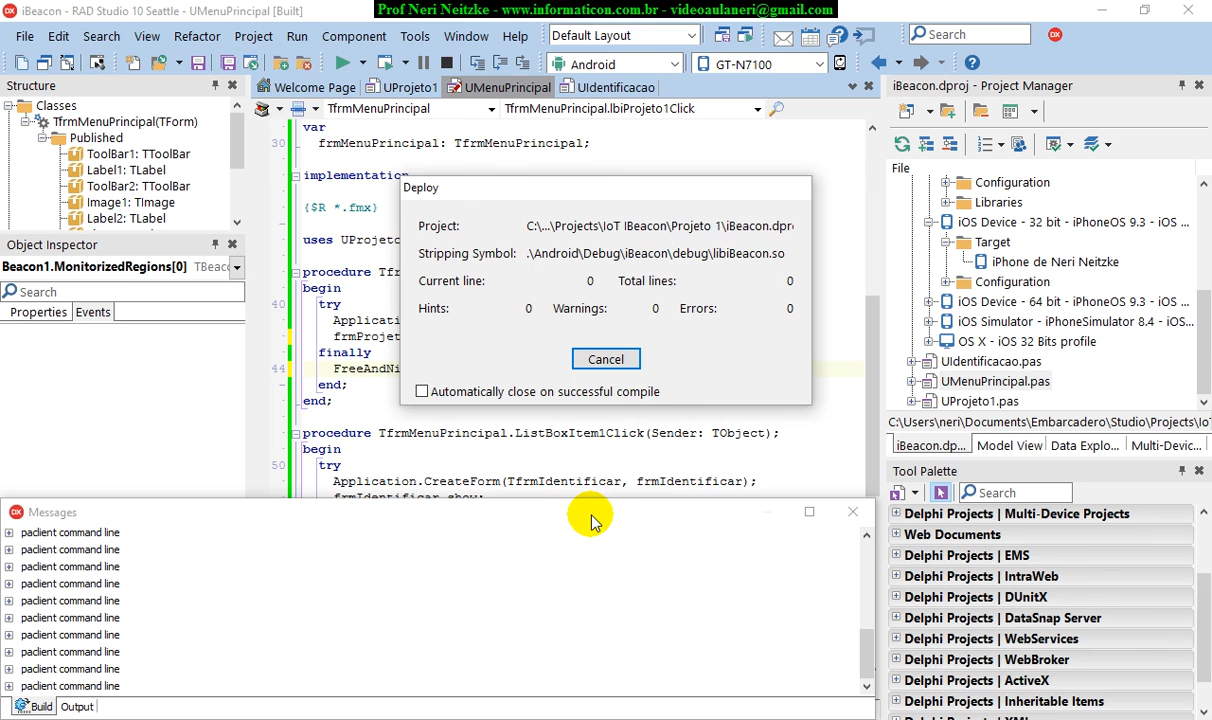 Prof Neri Neitzke - www.informaticon.com.br - videoaulaneri@gmail.com
iBeacon - RAD Studio 10 Seattle - UMenuPrincipal [Built]
File Edit Search View Refactor Project Run Component Tools Window Help
Default Layout
Search
Android
GT-N7100
Structure
Classes
TfrmMenuPrincipal(TForm)
Published
ToolBar1: TToolBar
Label1: TLabel
ToolBar2: TToolBar
Image1: TImage
Label2: TLabel
Object Inspector
Beacon1.MonitorizedRegions[0] TBeac
Search
Properties Events
Welcome Page UProjeto1 UMenuPrincipal UIdentificacao
TfrmMenuPrincipal TfrmMenuPrincipal.lbiProjeto1Click
var
30 frmMenuPrincipal: TfrmMenuPrincipal;
implementation
{$R *.fmx}
uses UProjeto
procedure Tf
begin
40 try
Applicatio
frmProjet
finally
44 FreeAndNi
end;
end;
procedure TfrmMenuPrincipal.ListBoxItem1Click(Sender: TObject);
begin
50 try
Application.CreateForm(TfrmIdentificar, frmIdentificar);
frmIdentificar.show;
Deploy
Project: C:\...\Projects\IoT IBeacon\Projeto 1\iBeacon.dpr
Stripping Symbol: .\Android\Debug\iBeacon\debug\libiBeacon.so
Current line: 0 Total lines: 0
Hints: 0 Warnings: 0 Errors: 0
Cancel
Automatically close on successful compile
Messages
paclient command line
paclient command line
paclient command line
paclient command line
paclient command line
paclient command line
paclient command line
paclient command line
paclient command line
paclient command line
Build Output
iBeacon.dproj - Project Manager
File
Configuration
Libraries
iOS Device - 32 bit - iPhoneOS 9.3 - iOS ...
Target
iPhone de Neri Neitzke
Configuration
iOS Device - 64 bit - iPhoneOS 9.3 - iOS ...
iOS Simulator - iPhoneSimulator 8.4 - iOS...
OS X - iOS 32 Bits profile
UIdentificacao.pas
UMenuPrincipal.pas
UProjeto1.pas
C:\Users\neri\Documents\Embarcadero\Studio\Projects\IoT
iBeacon.dp... Model View Data Explo... Multi-Devic...
Tool Palette
Search
Delphi Projects | Multi-Device Projects
Web Documents
Delphi Projects | EMS
Delphi Projects | IntraWeb
Delphi Projects | DUnitX
Delphi Projects | DataSnap Server
Delphi Projects | WebServices
Delphi Projects | WebBroker
Delphi Projects | ActiveX
Delphi Projects | Inheritable Items